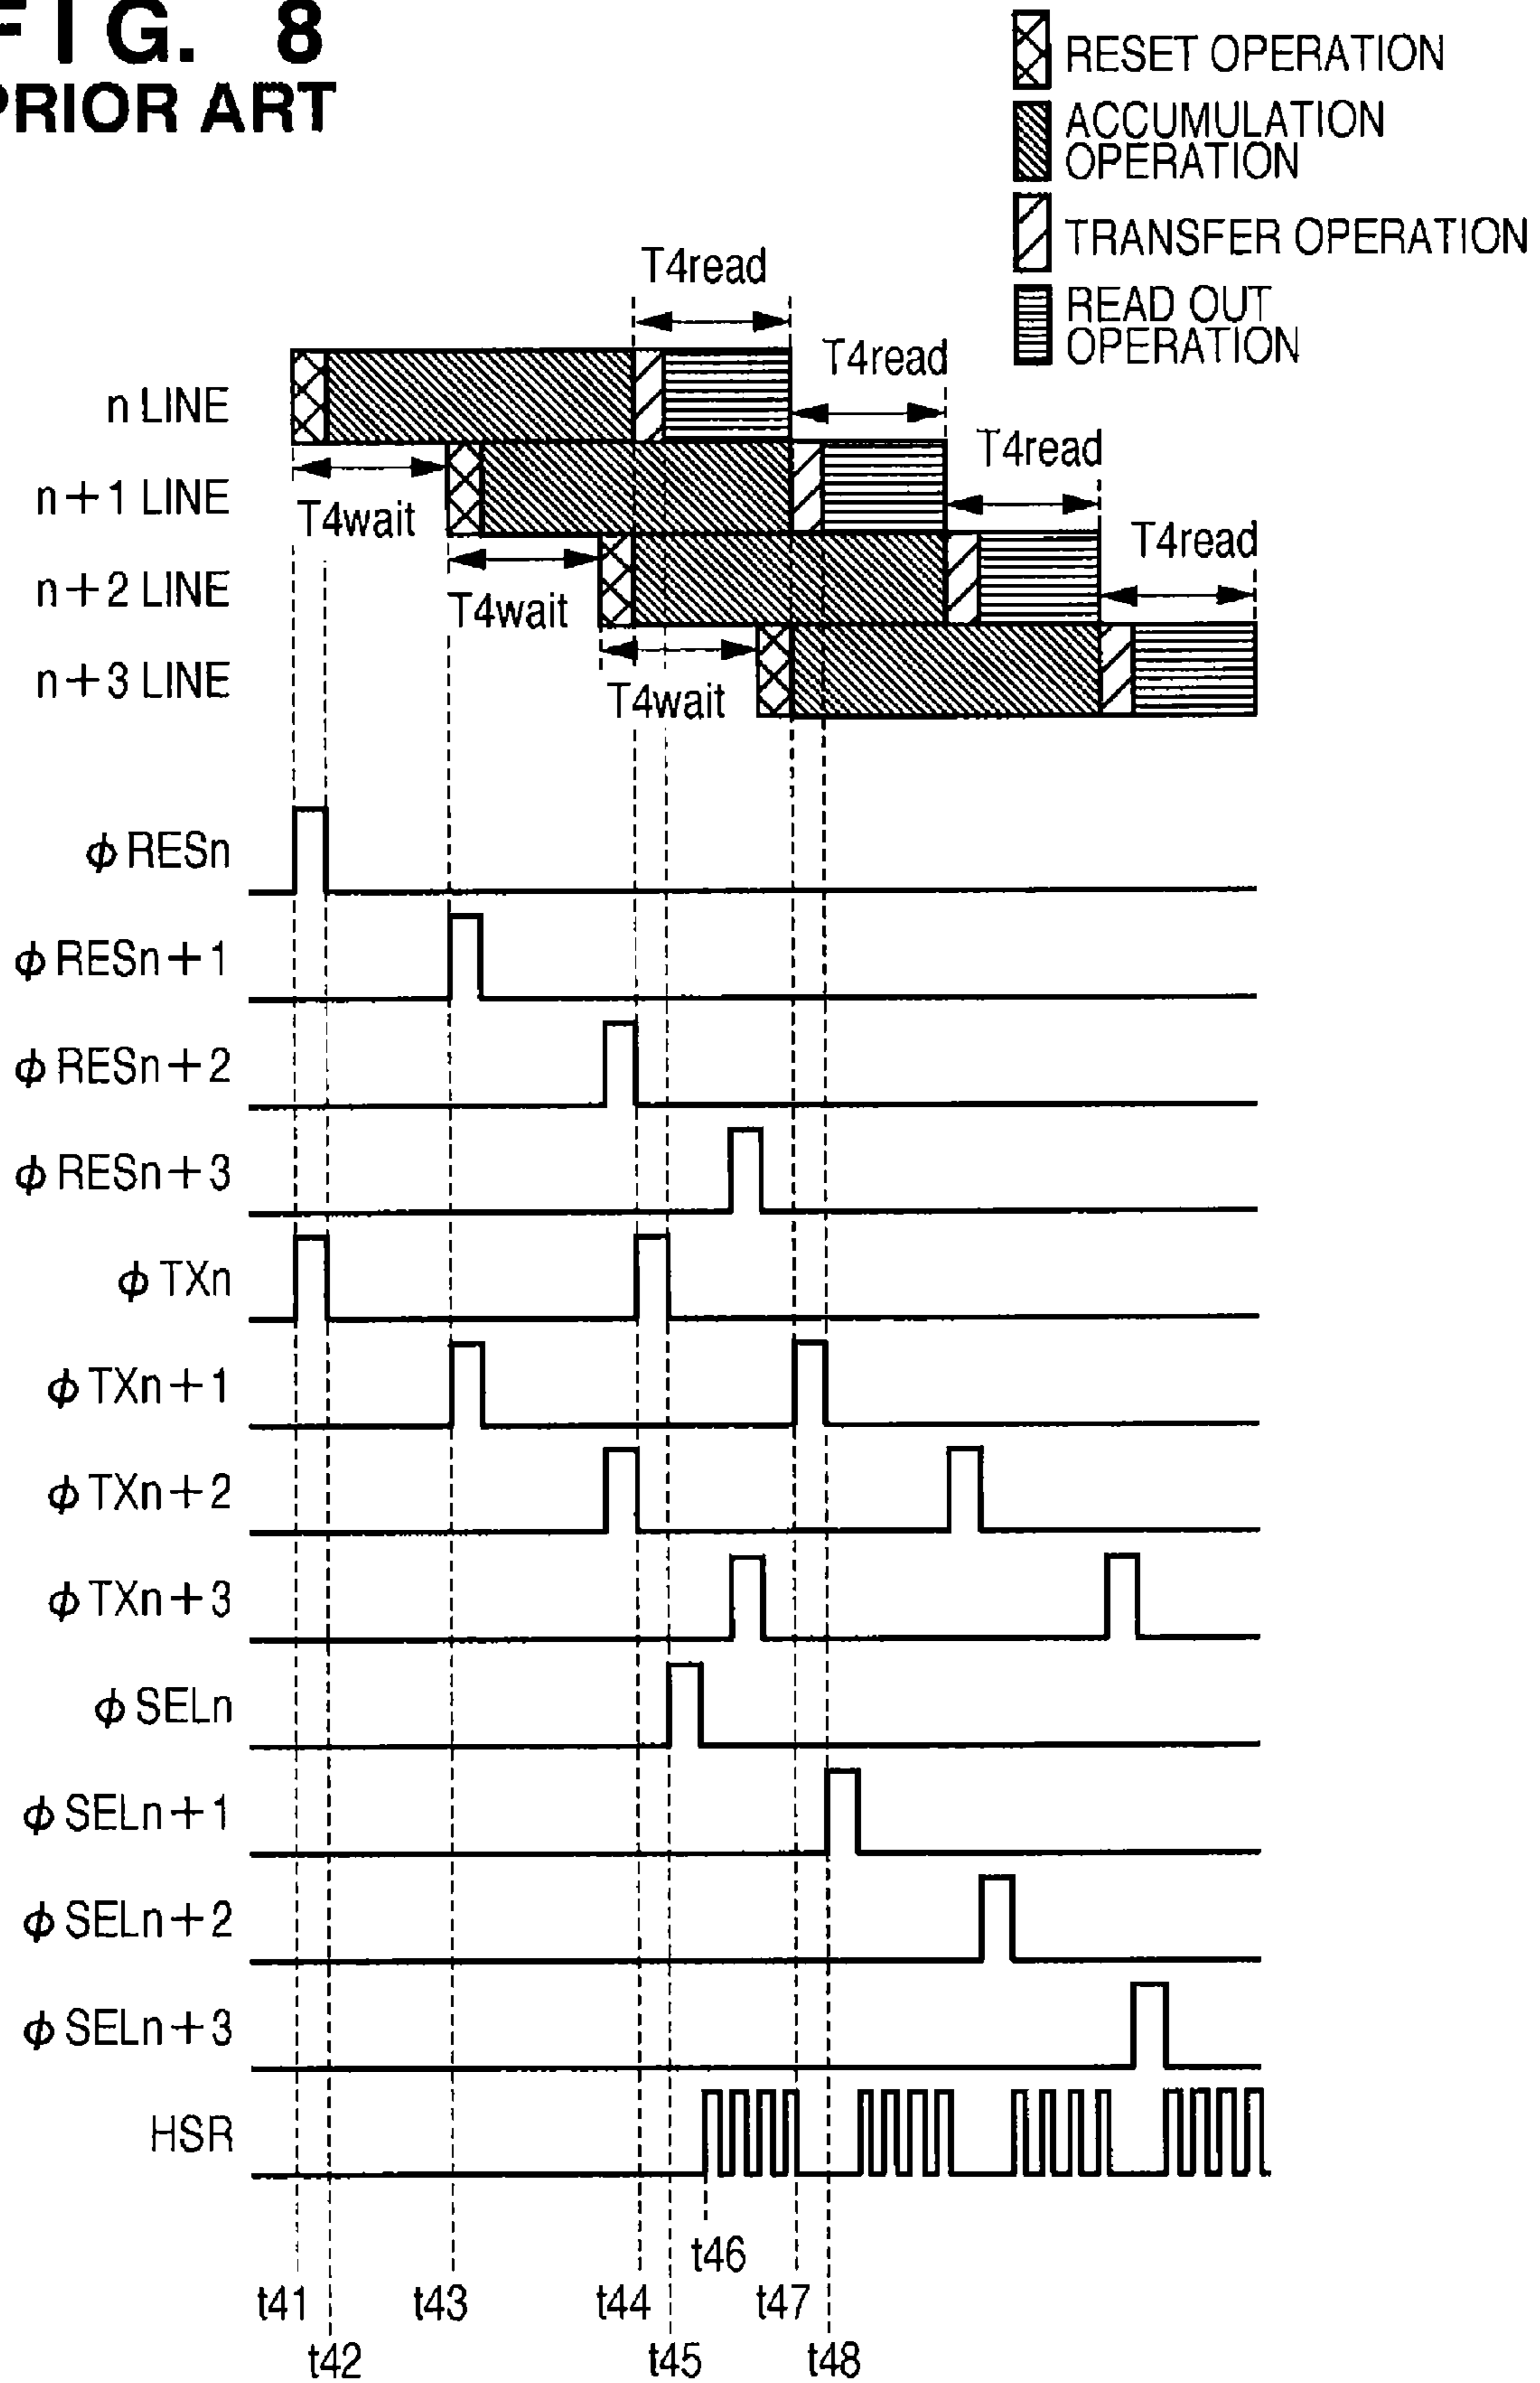 FIG. 8
PRIOR ART
RESET OPERATION
ACCUMULATION
OPERATION
TRANSFER OPERATION
READ OUT
OPERATION
T4read
T4read
T4read
T4read
n LINE
n+1 LINE
n+2 LINE
n+3 LINE
T4wait
T4wait
T4wait
ϕ RESn
ϕ RESn+1
ϕ RESn+2
ϕ RESn+3
ϕ TXn
ϕ TXn+1
ϕ TXn+2
ϕ TXn+3
ϕ SELn
ϕ SELn+1
ϕ SELn+2
ϕ SELn+3
HSR
t46
t41
t43
t44
t47
t42
t45
t48